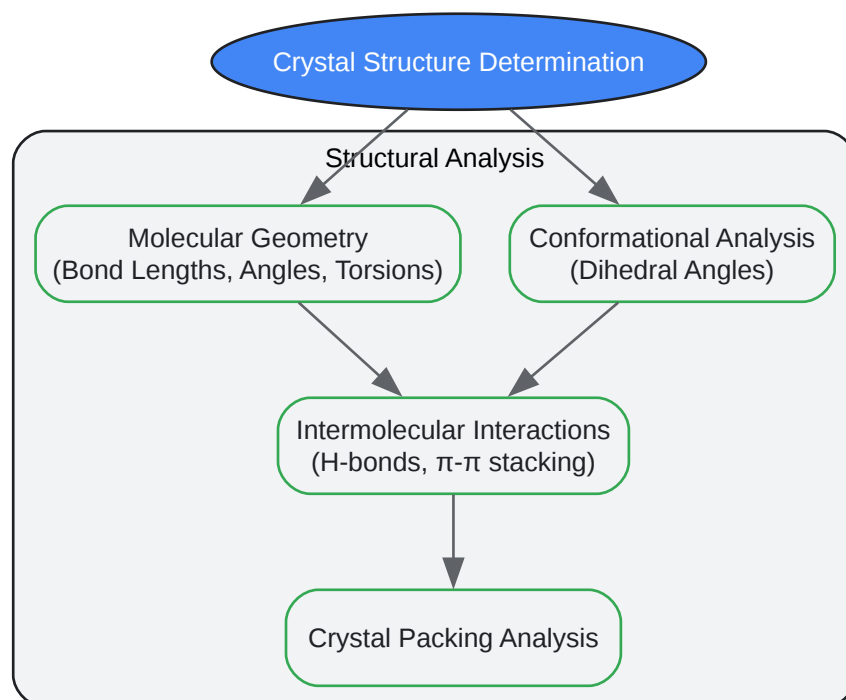 Crystal Structure Determination
Structural Analysis
Molecular Geometry
(Bond Lengths, Angles, Torsions)
Conformational Analysis
(Dihedral Angles)
Intermolecular Interactions
(H-bonds, π-π stacking)
Crystal Packing Analysis